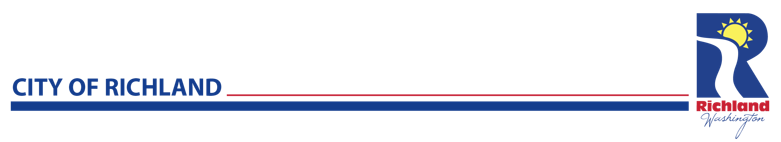 CITY OF RICHLAND
R
Richland
Washington